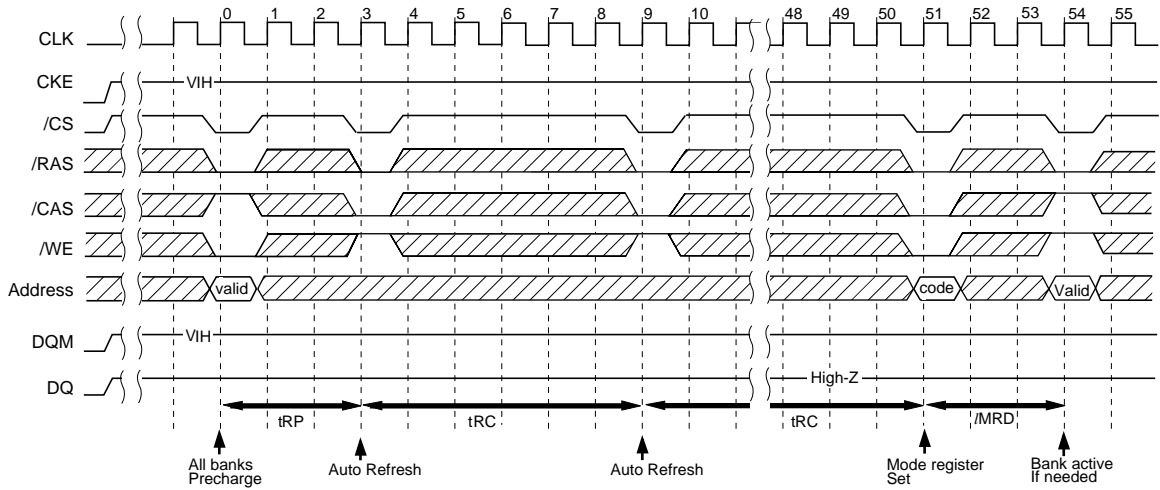 0 1 2 3 4 5 6 7 8 9 10 48 49 50 51 52 53 54 55
CLK
CKE VIH
/CS
/RAS
/CAS
/WE
Address valid code Valid
DQM VIH
DQ High-Z
tRP tRC tRC lMRD
All banks
Precharge
Auto Refresh
Auto Refresh
Mode register
Set
Bank active
If needed